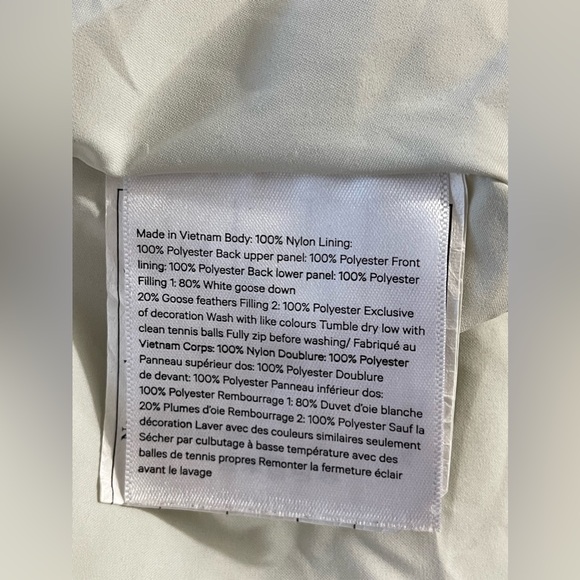 Made in Vietnam Body: 100% Nylon Lining:
100% Polyester Back upper panel: 100% Polyester Front
lining: 100% Polyester Back lower panel: 100% Polyester
Filling 1: 80% White goose down
20% Goose feathers Filling 2: 100% Polyester Exclusive
of decoration Wash with like colours Tumble dry low with
clean tennis balls Fully zip before washing/ Fabriqué au
Vietnam Corps: 100% Nylon Doublure: 100% Polyester
Panneau supérieur dos: 100% Polyester Doublure
de devant: 100% Polyester Panneau inférieur dos:
100% Polyester Rembourrage 1: 80% Duvet d'oie blanche
20% Plumes d'oie Rembourrage 2: 100% Polyester Sauf la
décoration Laver avec des couleurs similaires seulement
Sécher par culbutage à basse température avec des
balles de tennis propres Remonter la fermeture éclair
avant le lavage